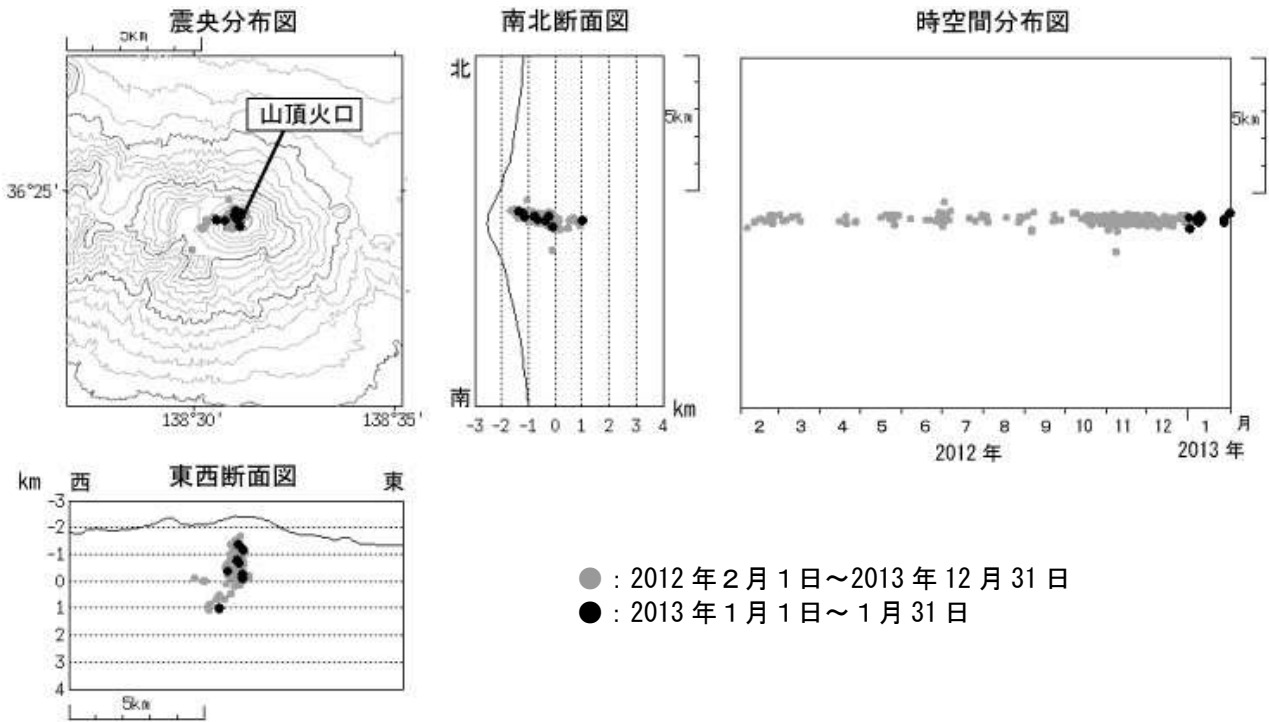 震央分布図
5km
山頂火口
36°25'
138°30'
138°35'
南北断面図
北
南
5km
-3 -2 -1 0 1 2 3 4
km
時空間分布図
5km
2 3 4 5 6 7 8 9 10 11 12 1 月
2012 年
2013 年
東西断面図
km 西
東
-3
-2
-1
0
1
2
3
4
5km
：2012 年２月１日～2013 年 12 月 31 日
：2013 年１月１日～１月 31 日